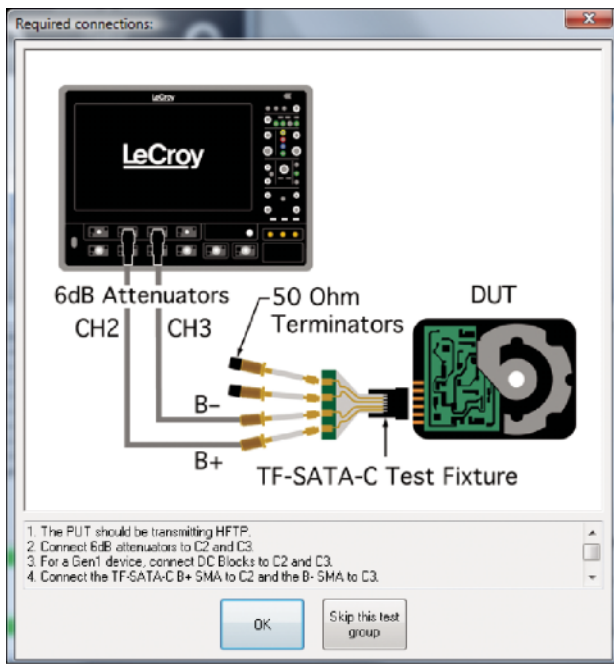 Required connections:
LeCroy
LeCroy
6dB Attenuators
CH2
CH3
50 Ohm
Terminators
DUT
B-
B+
TF-SATA-C Test Fixture
1. The PUT should be transmitting HFTP.
2. Connect 6dB attenuators to C2 and C3.
3. For a Gen1 device, connect DC Blocks to C2 and C3.
4. Connect the TF-SATA-C B+ SMA to C2 and the B- SMA to C3.
OK
Skip this test
group